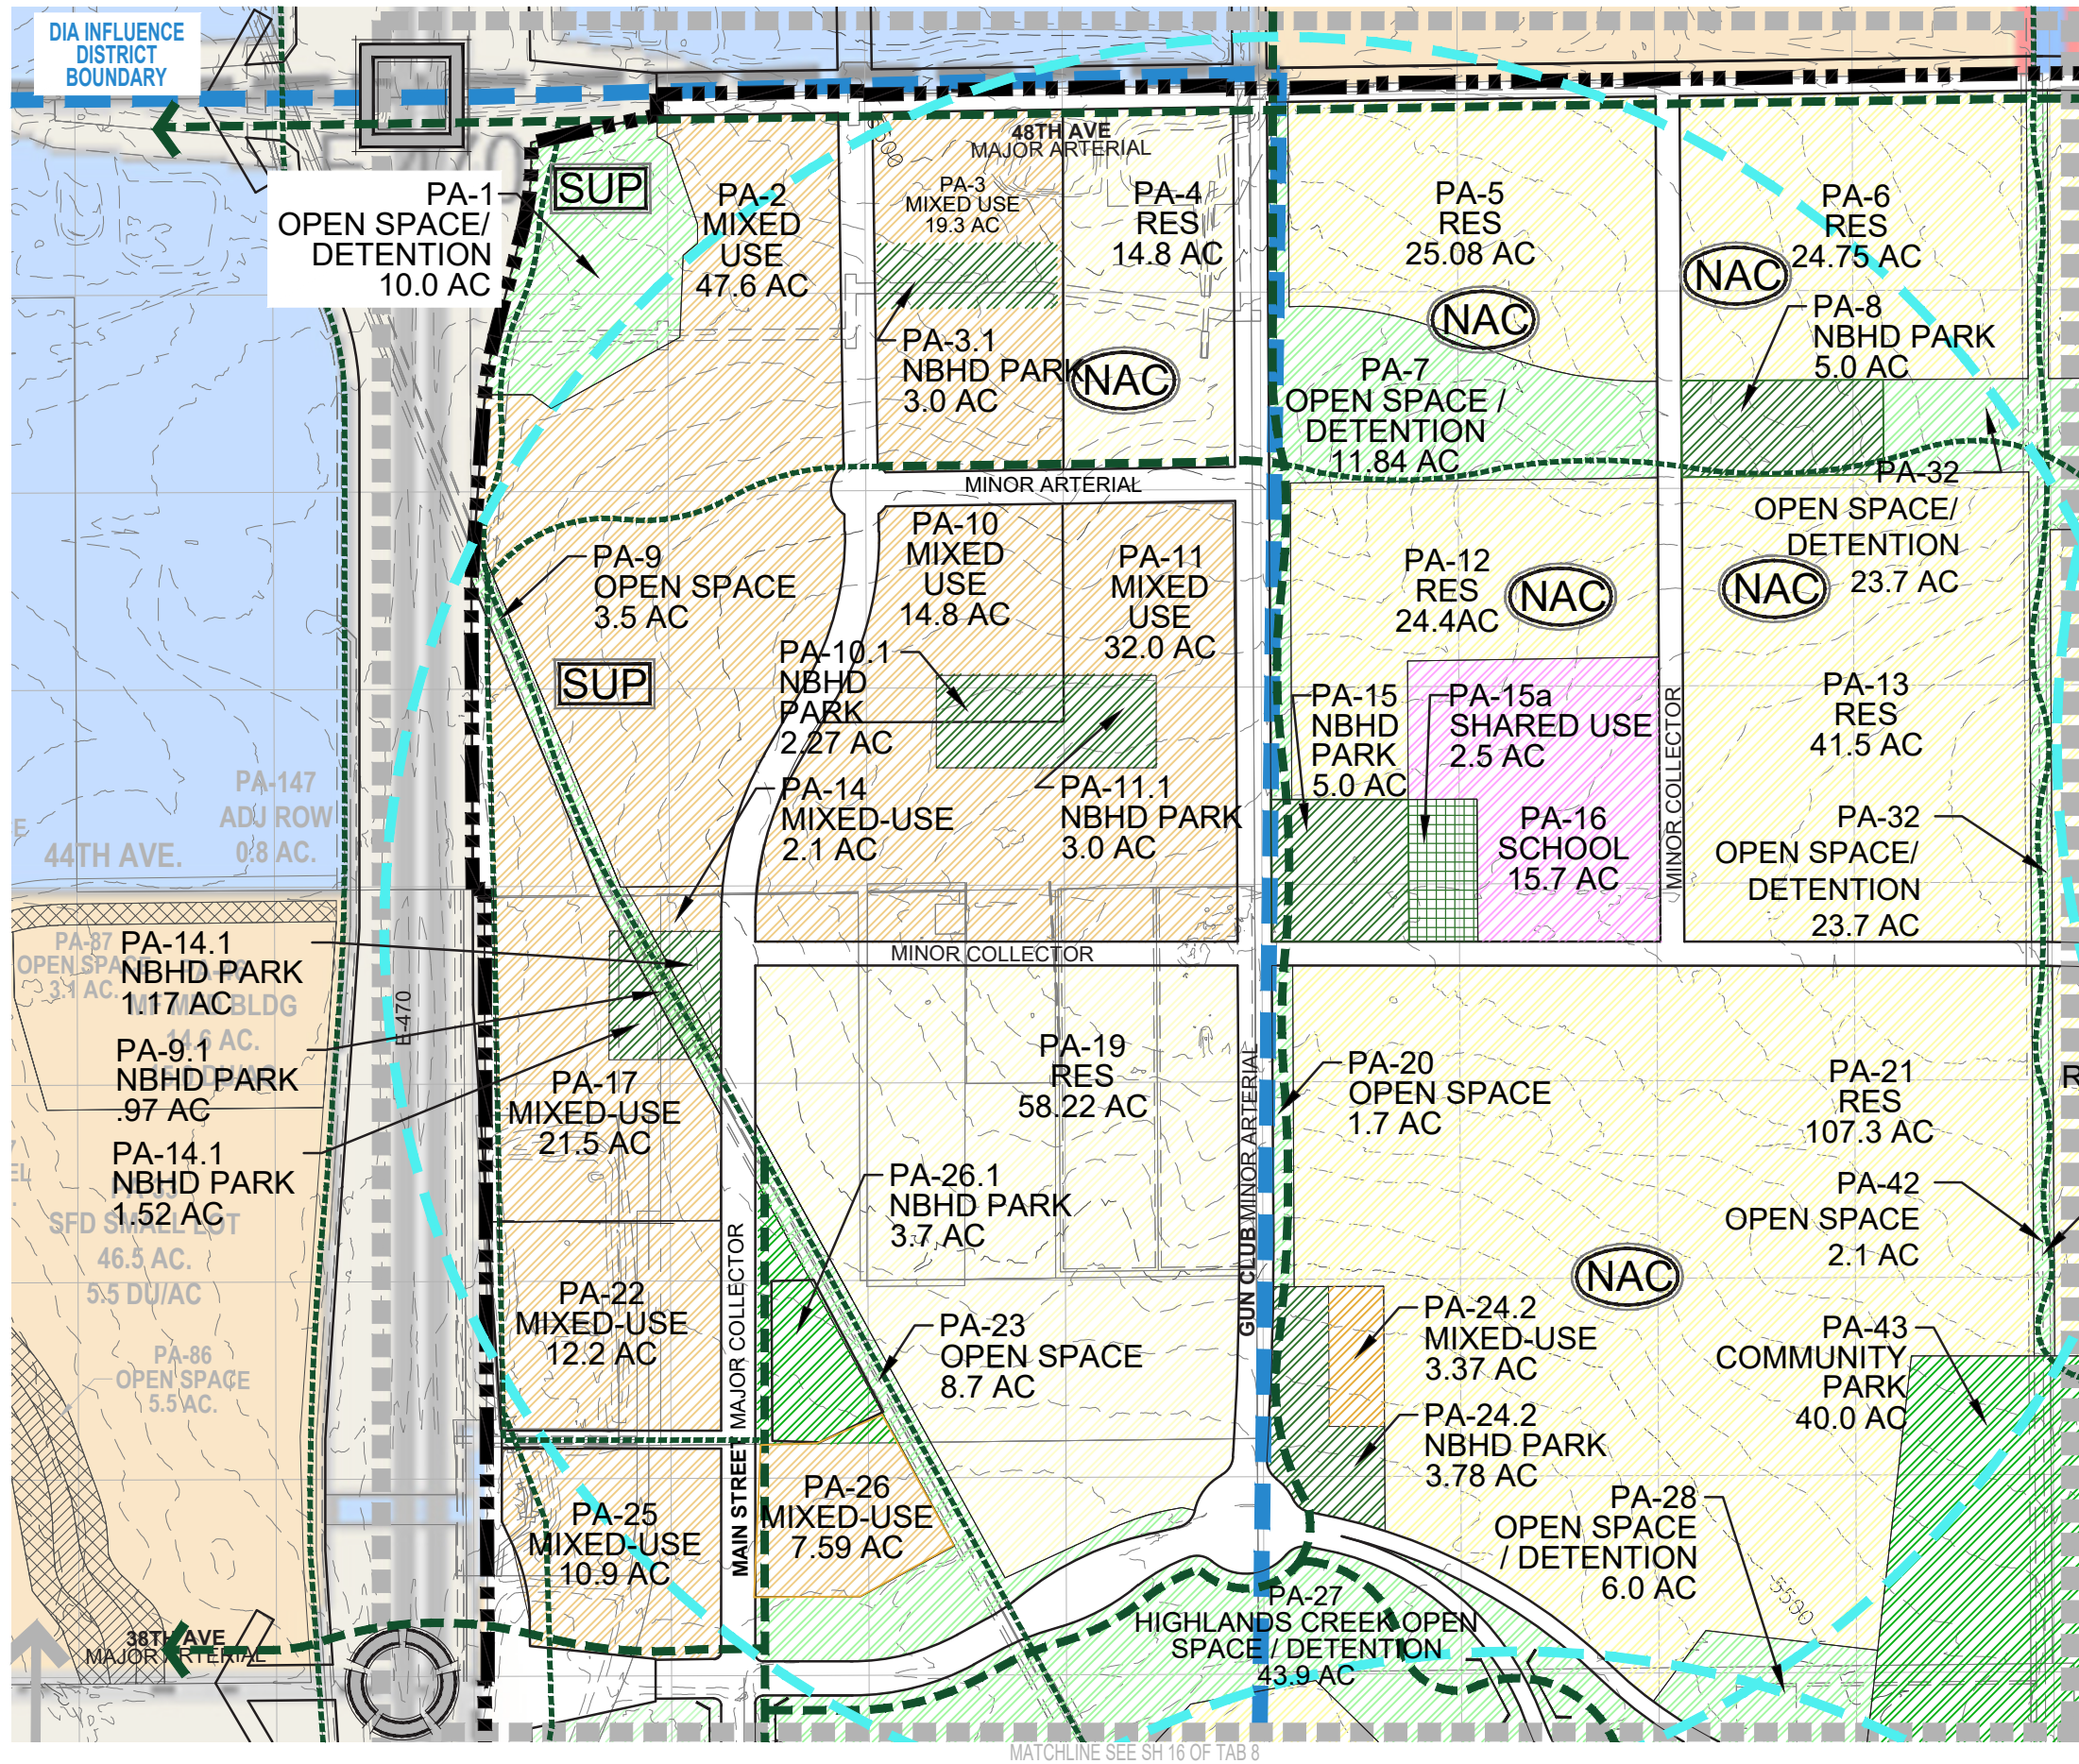 DIA INFLUENCE
DISTRICT
BOUNDARY
48TH AVE
MAJOR ARTERIAL
PA-1
OPEN SPACE/
DETENTION
10.0 AC
SUP
PA-2
MIXED
USE
47.6 AC
PA-3
MIXED USE
19.3 AC
PA-4
RES
14.8 AC
PA-5
RES
25.08 AC
PA-6
RES
24.75 AC
NAC
NAC
NAC
PA-3.1
NBHD PARK
3.0 AC
PA-7
OPEN SPACE /
DETENTION
11.84 AC
PA-8
NBHD PARK
5.0 AC
MINOR ARTERIAL
PA-32
OPEN SPACE/
DETENTION
23.7 AC
PA-9
OPEN SPACE
3.5 AC
SUP
PA-10
MIXED
USE
14.8 AC
PA-11
MIXED
USE
32.0 AC
PA-12
RES
24.4AC
NAC
NAC
PA-10.1
NBHD
PARK
2.27 AC
PA-13
RES
41.5 AC
PA-15
NBHD
PARK
5.0 AC
PA-15a
SHARED USE
2.5 AC
MINOR COLLECTOR
PA-14
MIXED-USE
2.1 AC
PA-11.1
NBHD PARK
3.0 AC
PA-16
SCHOOL
15.7 AC
PA-32
OPEN SPACE/
DETENTION
23.7 AC
PA-147
ADJ ROW
0.8 AC.
44TH AVE.
PA-87
OPEN SPACE
3.1 AC.
PA-14.1
NBHD PARK
1.17 AC
MF MED BLDG
14.6 AC.
PA-9.1
NBHD PARK
.97 AC
PA-14.1
NBHD PARK
1.52 AC
SFD SMALL LOT
46.5 AC.
5.5 DU/AC
PA-86
OPEN SPACE
5.5 AC.
E-470
MINOR COLLECTOR
PA-17
MIXED-USE
21.5 AC
PA-19
RES
58.22 AC
PA-20
OPEN SPACE
1.7 AC
PA-21
RES
107.3 AC
R
PA-26.1
NBHD PARK
3.7 AC
PA-42
OPEN SPACE
2.1 AC
GUN CLUB MINOR ARTERIAL
NAC
PA-22
MIXED-USE
12.2 AC
MAIN STREET MAJOR COLLECTOR
PA-23
OPEN SPACE
8.7 AC
PA-24.2
MIXED-USE
3.37 AC
PA-43
COMMUNITY
PARK
40.0 AC
PA-24.2
NBHD PARK
3.78 AC
PA-25
MIXED-USE
10.9 AC
PA-26
MIXED-USE
7.59 AC
PA-28
OPEN SPACE
/ DETENTION
6.0 AC
5500
PA-27
HIGHLANDS CREEK OPEN
SPACE / DETENTION
43.9 AC
38TH AVE
MAJOR ARTERIAL
MATCHLINE SEE SH 16 OF TAB 8